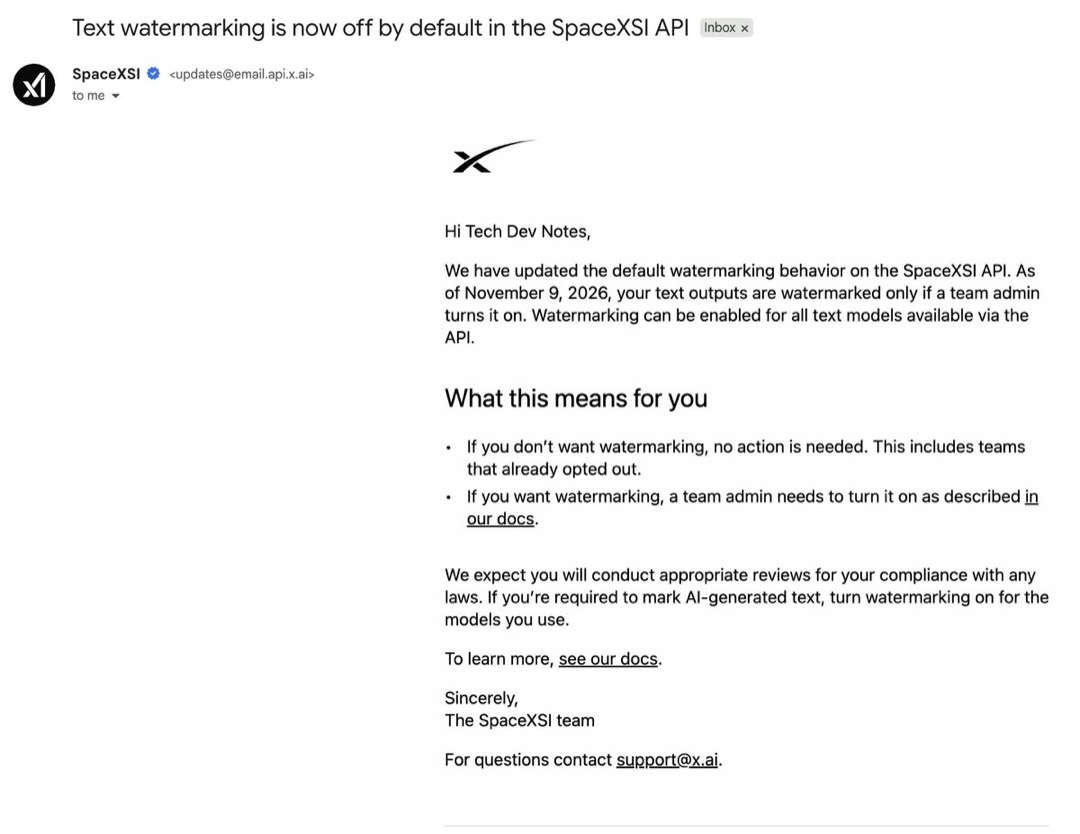 Text watermarking is now off by default in the SpaceXSI API Inbox ×
SpaceXSI <updates@email.api.x.ai>
to me
Hi Tech Dev Notes,
We have updated the default watermarking behavior on the SpaceXSI API. As
of November 9, 2026, your text outputs are watermarked only if a team admin
turns it on. Watermarking can be enabled for all text models available via the
API.
What this means for you
• If you don’t want watermarking, no action is needed. This includes teams
that already opted out.
• If you want watermarking, a team admin needs to turn it on as described in
our docs.
We expect you will conduct appropriate reviews for your compliance with any
laws. If you’re required to mark AI-generated text, turn watermarking on for the
models you use.
To learn more, see our docs.
Sincerely,
The SpaceXSI team
For questions contact support@x.ai.